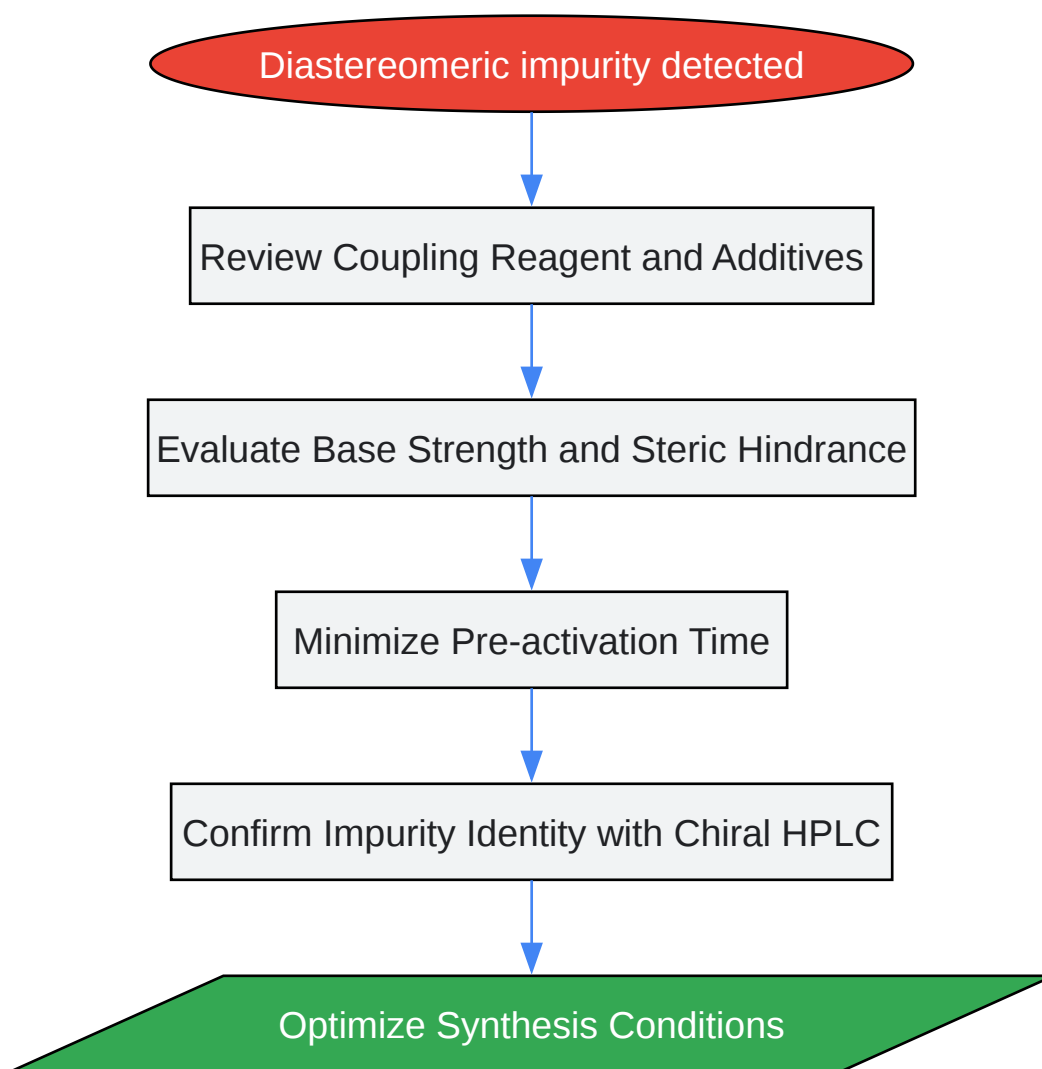 Diastereomeric impurity detected
Review Coupling Reagent and Additives
Evaluate Base Strength and Steric Hindrance
Minimize Pre-activation Time
Confirm Impurity Identity with Chiral HPLC
Optimize Synthesis Conditions